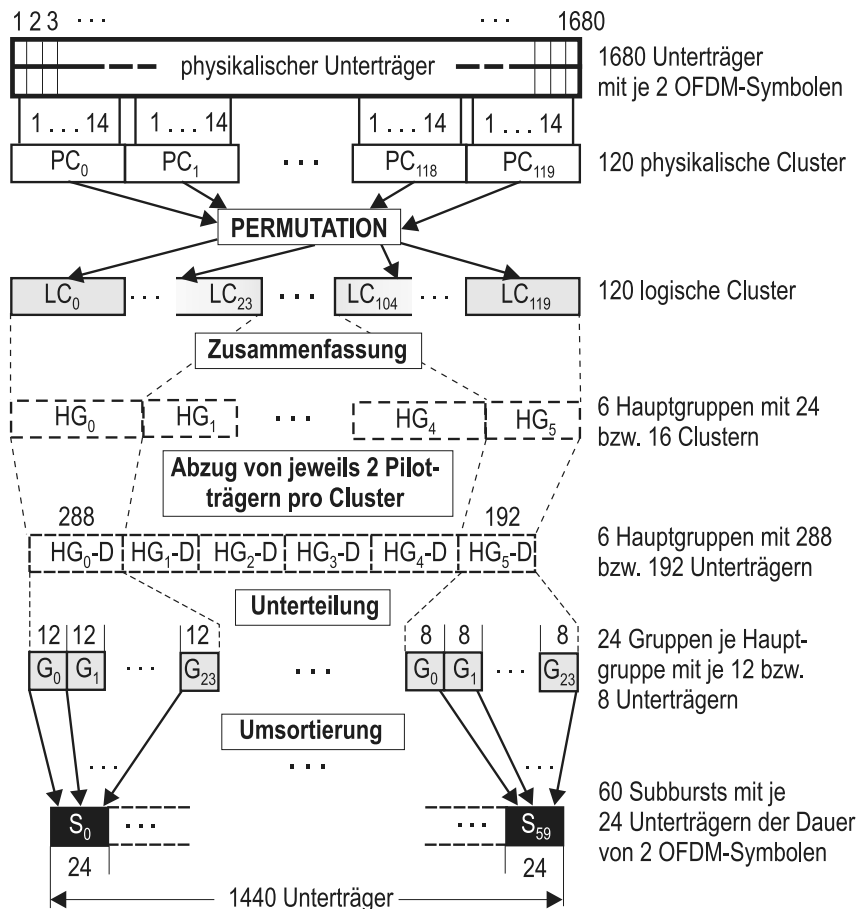 1 2 3 ... ... 1680
physikalischer Unterträger
1680 Unterträger
mit je 2 OFDM-Symbolen
1 . . . 14 1 . . . 14 1 . . . 14 1 . . . 14
PC0 PC1 ... PC118 PC119
120 physikalische Cluster
PERMUTATION
LC0 ... LC23 ... LC104 ... LC119
120 logische Cluster
Zusammenfassung
HG0 HG1 ... HG4 HG5
6 Hauptgruppen mit 24
bzw. 16 Clustern
Abzug von jeweils 2 Pilot-
trägern pro Cluster
288 192
HG0-D HG1-D HG2-D HG3-D HG4-D HG5-D
6 Hauptgruppen mit 288
bzw. 192 Unterträgern
Unterteilung
12 12 12 8 8 8
G0 G1 ... G23 ... G0 G1 ... G23
24 Gruppen je Haupt-
gruppe mit je 12 bzw.
8 Unterträgern
Umsortierung
... ... ...
S0 ... ... S59
60 Subbursts mit je
24 Unterträgern der Dauer
von 2 OFDM-Symbolen
24 24
1440 Unterträger